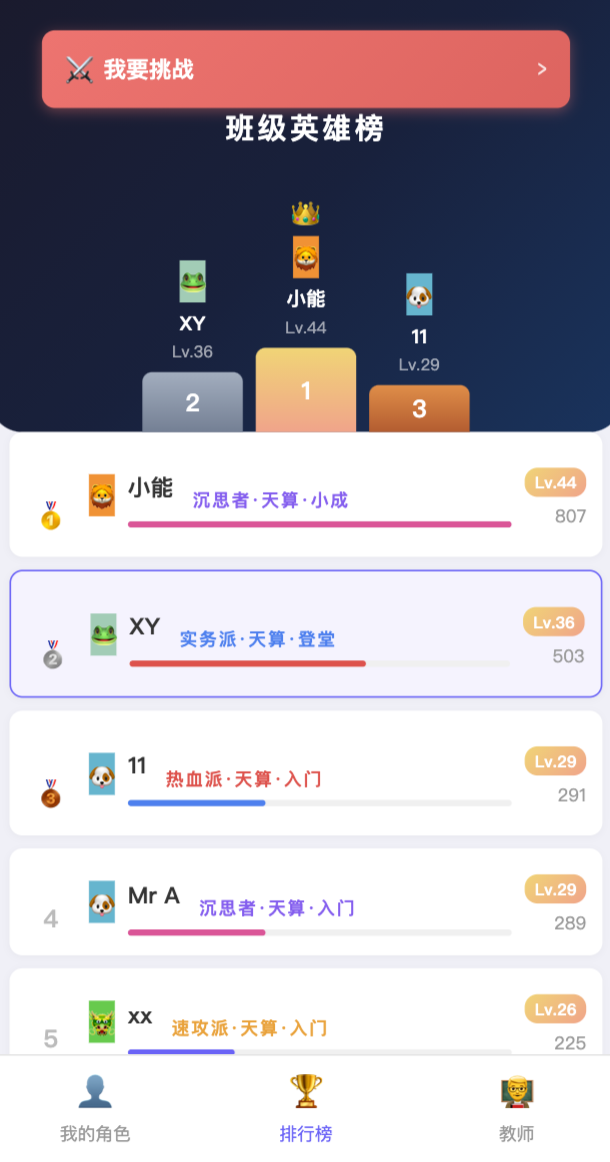 我要挑战 >
班级英雄榜
小能
Lv.44
XY
Lv.36
11
Lv.29
2
1
3
1
小能
沉思者·天算·小成
Lv.44
807
2
XY
实务派·天算·登堂
Lv.36
503
3
11
热血派·天算·入门
Lv.29
291
4
Mr A
沉思者·天算·入门
Lv.29
289
5
xx
速攻派·天算·入门
Lv.26
225
我的角色
排行榜
教师